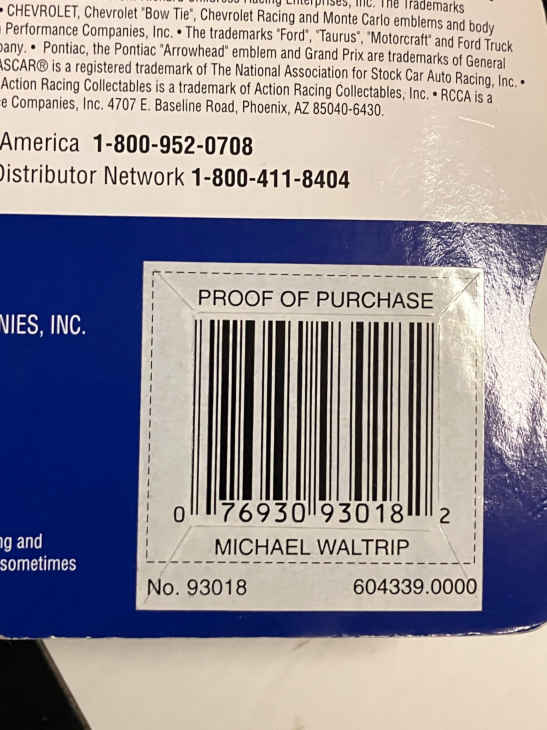 Enterprises, Inc. The Trademarks
• CHEVROLET, Chevrolet "Bow Tie", Chevrolet Racing and Monte Carlo emblems and body
Performance Companies, Inc. • The trademarks "Ford", "Taurus", "Motorcraft" and Ford Truck
pany. • Pontiac, the Pontiac "Arrowhead" emblem and Grand Prix are trademarks of General
ASCAR® is a registered trademark of The National Association for Stock Car Auto Racing, Inc. •
Action Racing Collectables is a trademark of Action Racing Collectables, Inc. • RCCA is a
e Companies, Inc. 4707 E. Baseline Road, Phoenix, AZ 85040-6430.
America 1-800-952-0708
Distributor Network 1-800-411-8404
NIES, INC.
PROOF OF PURCHASE
0 76930 93018 2
ng and
sometimes
MICHAEL WALTRIP
No. 93018 604339.0000